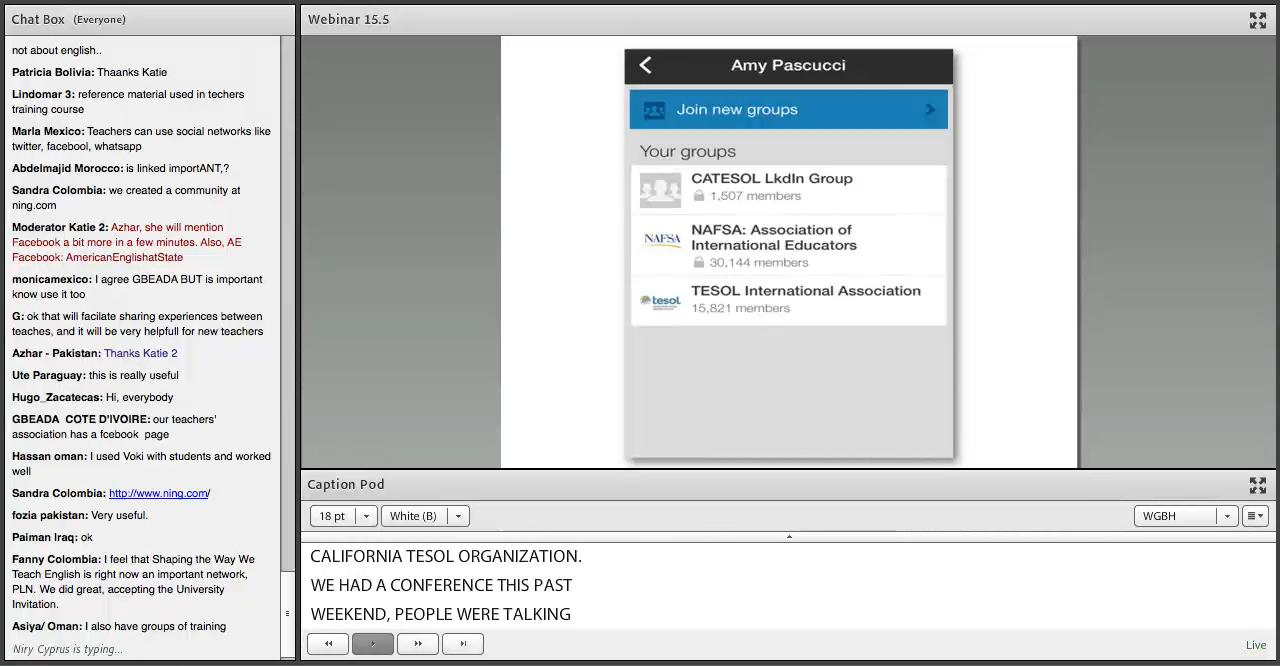 Chat Box (Everyone)
not about english..
Patricia Bolivia: Thaanks Katie
Lindomar 3: reference material used in techers
training course
Marla Mexico: Teachers can use social networks like
twitter, facebool, whatsapp
Abdelmajid Morocco: is linked importANT,?
Sandra Colombia: we created a community at
ning.com
Moderator Katie 2: Azhar, she will mention
Facebook a bit more in a few minutes. Also, AE
Facebook: AmericanEnglishatState
monicamexico: I agree GBEADA BUT is important
know use it too
G: ok that will facilate sharing experiences between
teaches, and it will be very helpfull for new teachers
Azhar - Pakistan: Thanks Katie 2
Ute Paraguay: this is really useful
Hugo_Zacatecas: Hi, everybody
GBEADA COTE D'IVOIRE: our teachers'
association has a fcebook page
Hassan oman: I used Voki with students and worked
well
Sandra Colombia: http://www.ning.com/
fozia pakistan: Very useful.
Paiman Iraq: ok
Fanny Colombia: I feel that Shaping the Way We
Teach English is right now an important network,
PLN. We did great, accepting the University
Invitation.
Asiya/ Oman: I also have groups of training
Niry Cyprus is typing...
Webinar 15.5
Amy Pascucci
Join new groups
Your groups
CATESOL LkdIn Group
1,507 members
NAFSA
NAFSA: Association of
International Educators
30,144 members
tesol
TESOL International Association
15,821 members
Caption Pod
18 pt
White (B)
WGBH
CALIFORNIA TESOL ORGANIZATION.
WE HAD A CONFERENCE THIS PAST
WEEKEND, PEOPLE WERE TALKING
Live